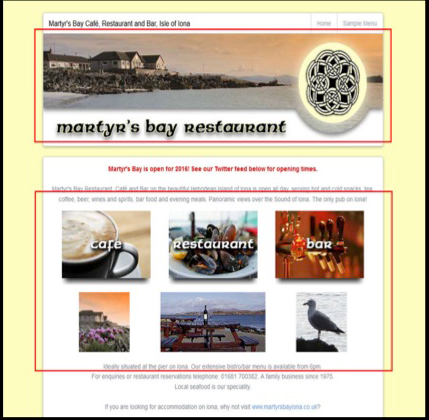 Martyr's Bay Café, Restaurant and Bar, Isle of Iona
Home
Sample Menu
martyr's bay restaurant
Martyr's Bay is open for 2016! See our Twitter feed below for opening times.
Martyr's Bay Restaurant, Café and Bar on the beautiful Hebridean Island of Iona is open all day, serving hot and cold snacks, tea,
coffee, beer, wines and spirits, bar food and evening meals. Panoramic views over the Sound of Iona. The only pub on Iona!
café
restaurant
bar
Ideally situated at the pier on Iona. Our extensive bistro/bar menu is available from 6pm.
For enquiries or restaurant reservations telephone, 01681 700382. A family business since 1975.
Local seafood is our speciality
If you are looking for accommodation on Iona, why not visit www.martyrsbayiona.co.uk?